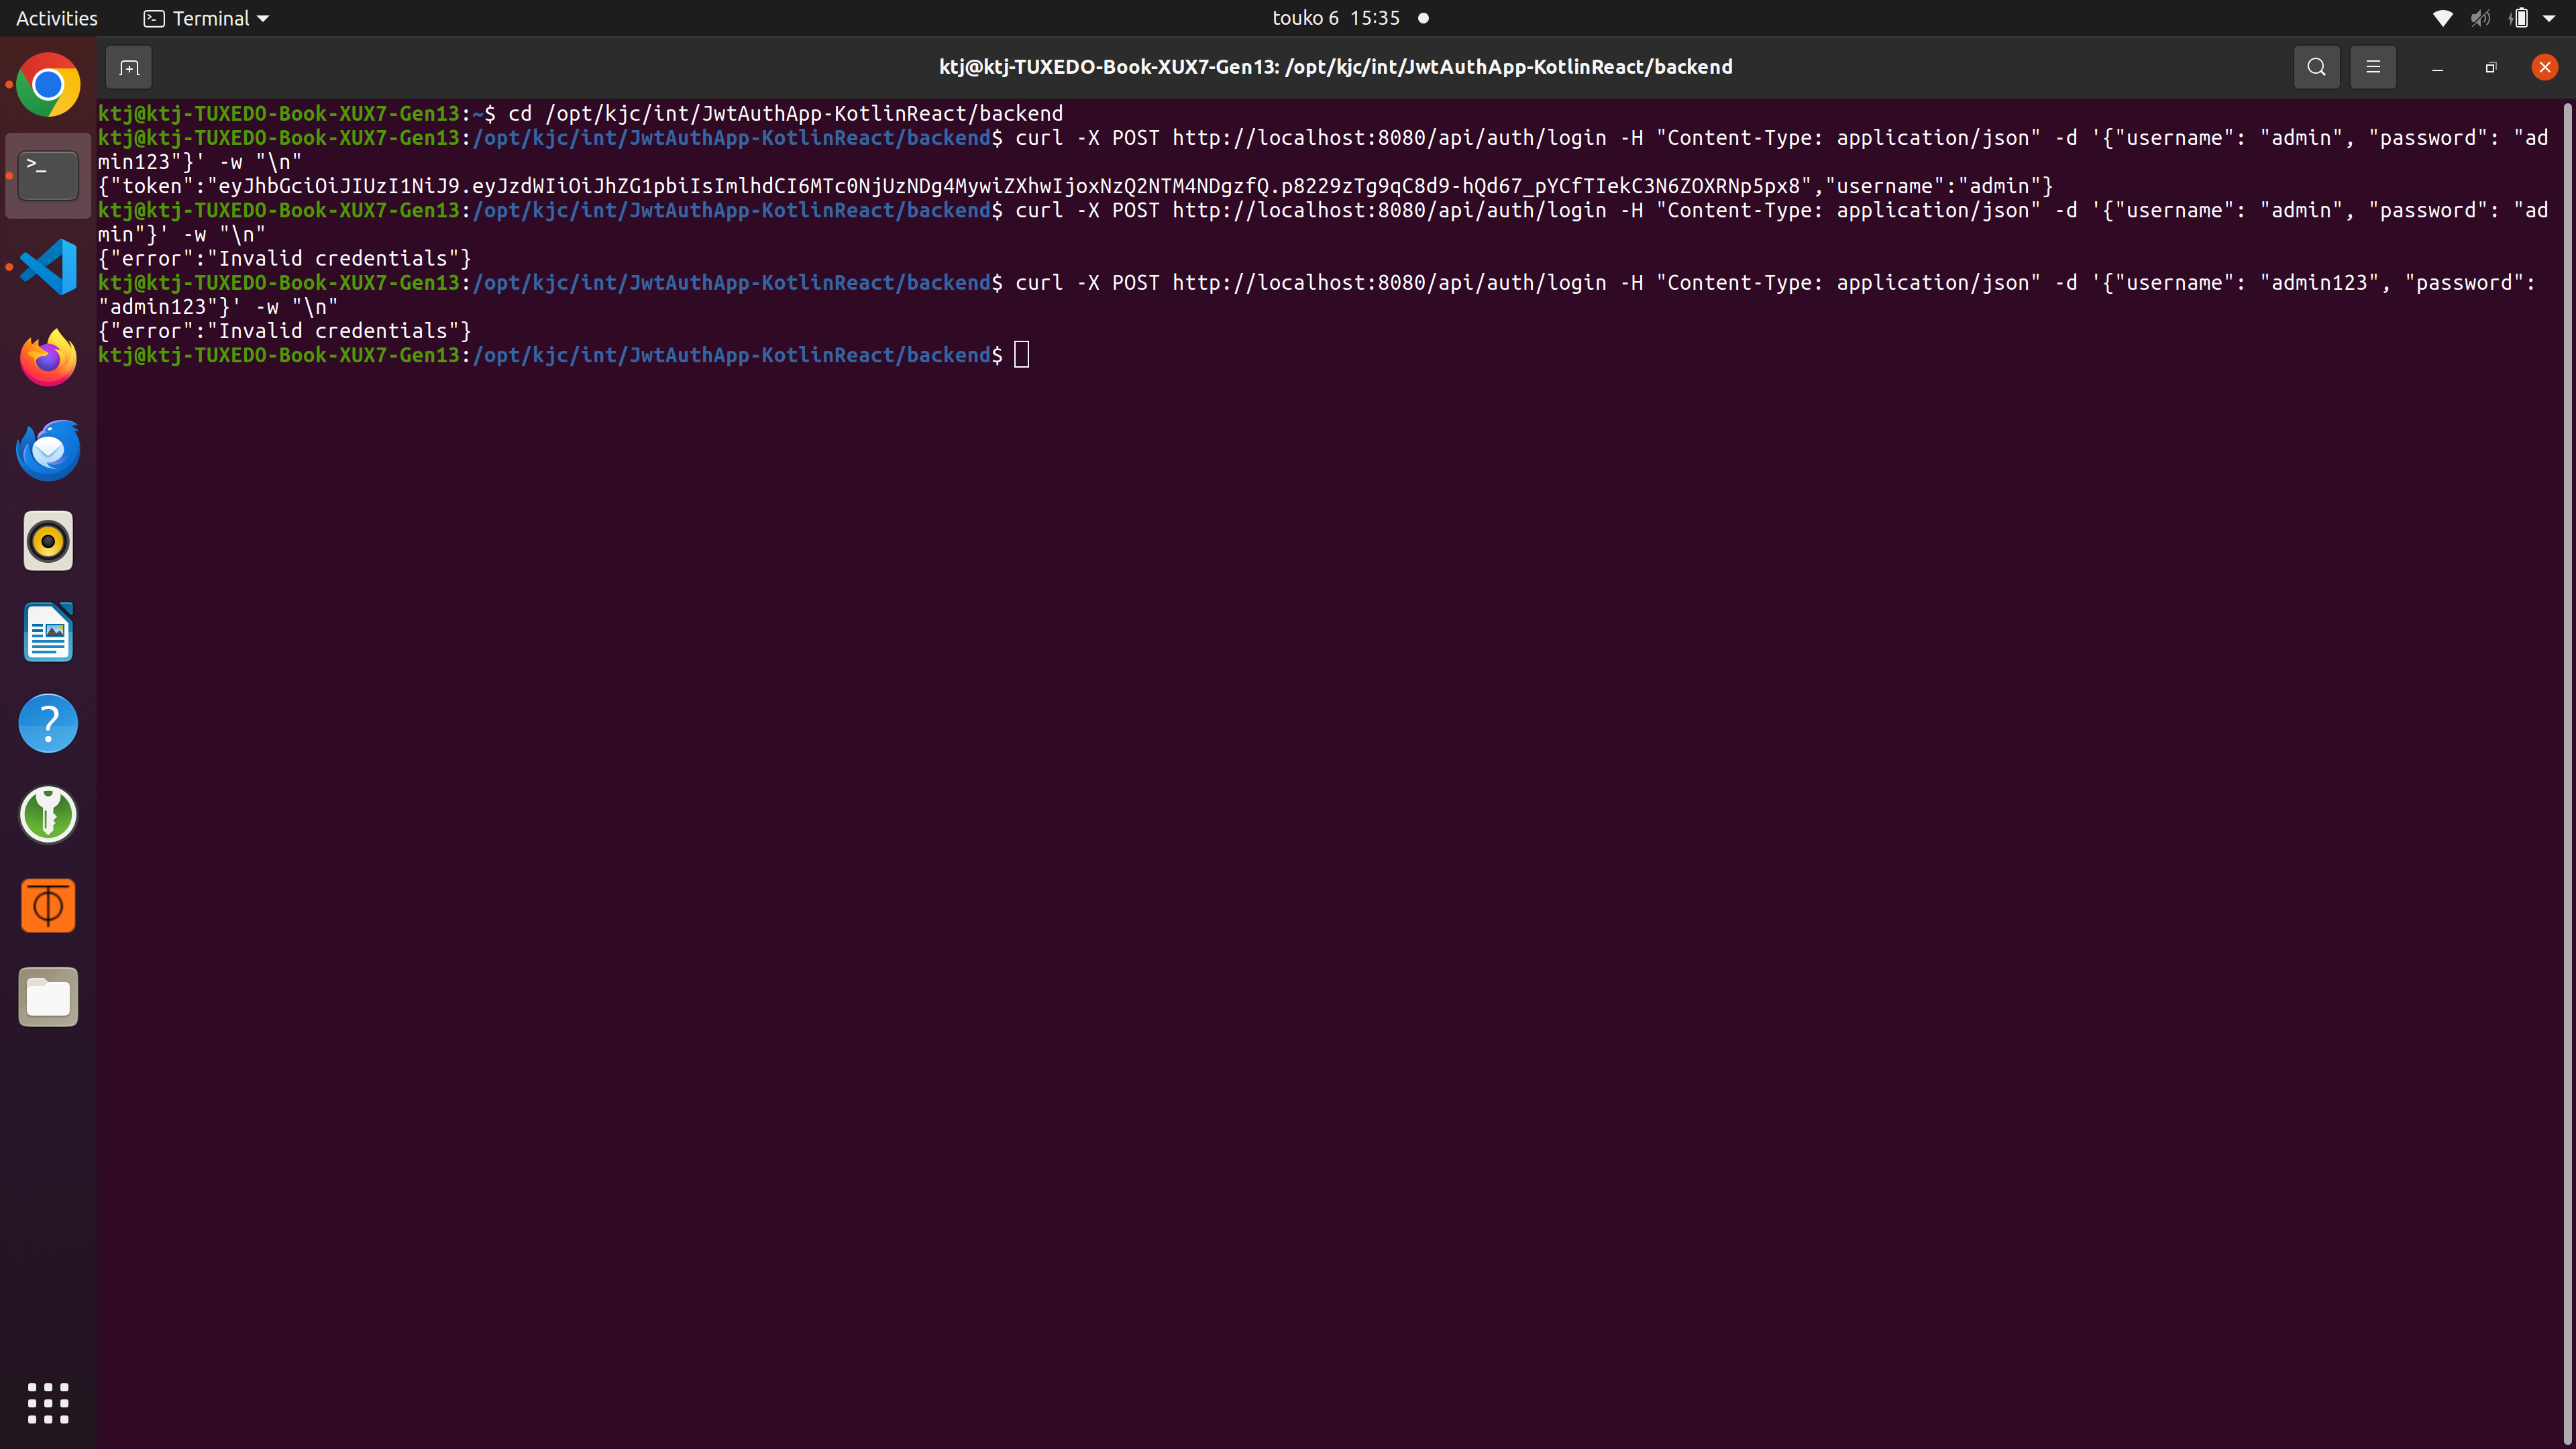 Activities Terminal touko 6 15:35
ktj@ktj-TUXEDO-Book-XUX7-Gen13: /opt/kjc/int/JwtAuthApp-KotlinReact/backend
ktj@ktj-TUXEDO-Book-XUX7-Gen13:~$ cd /opt/kjc/int/JwtAuthApp-KotlinReact/backend
ktj@ktj-TUXEDO-Book-XUX7-Gen13:/opt/kjc/int/JwtAuthApp-KotlinReact/backend$ curl -X POST http://localhost:8080/api/auth/login -H "Content-Type: application/json" -d '{"username": "admin", "password": "ad
min123"}' -w "\n"
{"token":"eyJhbGciOiJIUzI1NiJ9.eyJzdWIiOiJhZG1pbiIsImlhdCI6MTc0NjUzNDg4MywiZXhwIjoxNzQ2NTM4NDgzfQ.p8229zTg9qC8d9-hQd67_pYCfTIekC3N6ZOXRNp5px8","username":"admin"}
ktj@ktj-TUXEDO-Book-XUX7-Gen13:/opt/kjc/int/JwtAuthApp-KotlinReact/backend$ curl -X POST http://localhost:8080/api/auth/login -H "Content-Type: application/json" -d '{"username": "admin", "password": "ad
min"}' -w "\n"
{"error":"Invalid credentials"}
ktj@ktj-TUXEDO-Book-XUX7-Gen13:/opt/kjc/int/JwtAuthApp-KotlinReact/backend$ curl -X POST http://localhost:8080/api/auth/login -H "Content-Type: application/json" -d '{"username": "admin123", "password":
"admin123"}' -w "\n"
{"error":"Invalid credentials"}
ktj@ktj-TUXEDO-Book-XUX7-Gen13:/opt/kjc/int/JwtAuthApp-KotlinReact/backend$